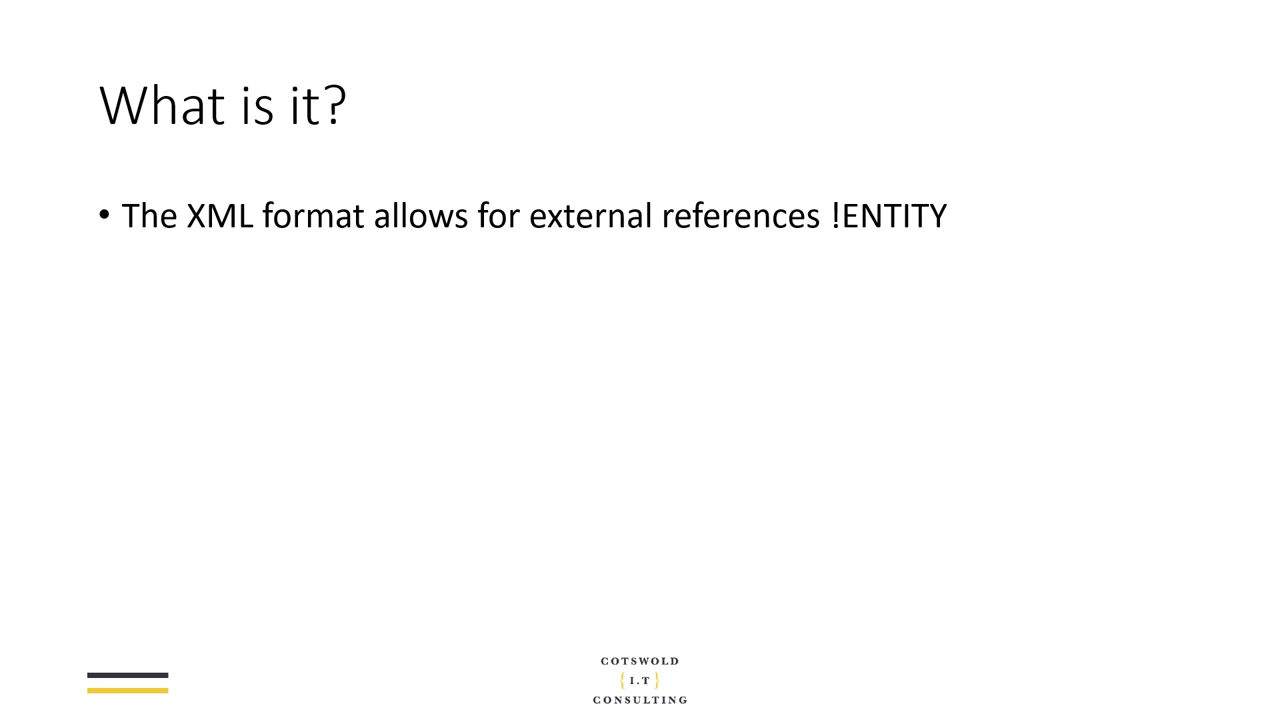 What is it?
• The XML format allows for external references !ENTITY
COTSWOLD
{ I.T }
CONSULTING